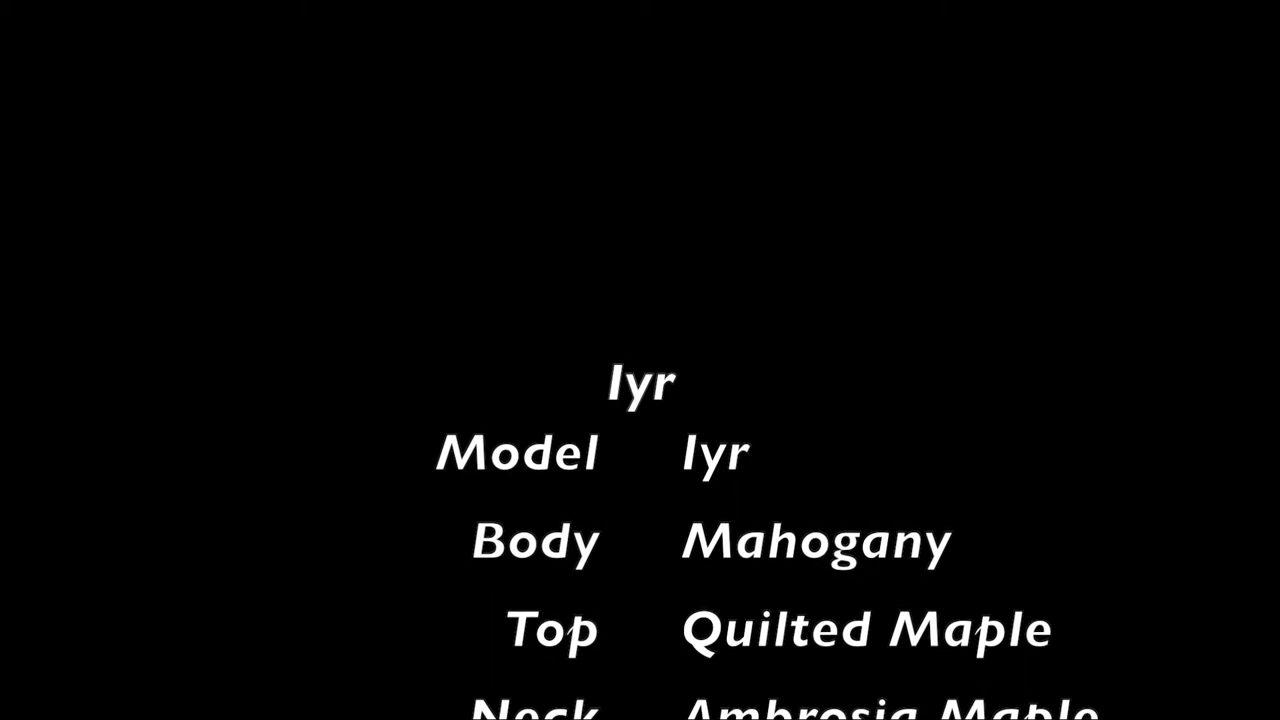 Iyr
Model Iyr
Body Mahogany
Top Quilted Maple
Neck Ambrosia Maple